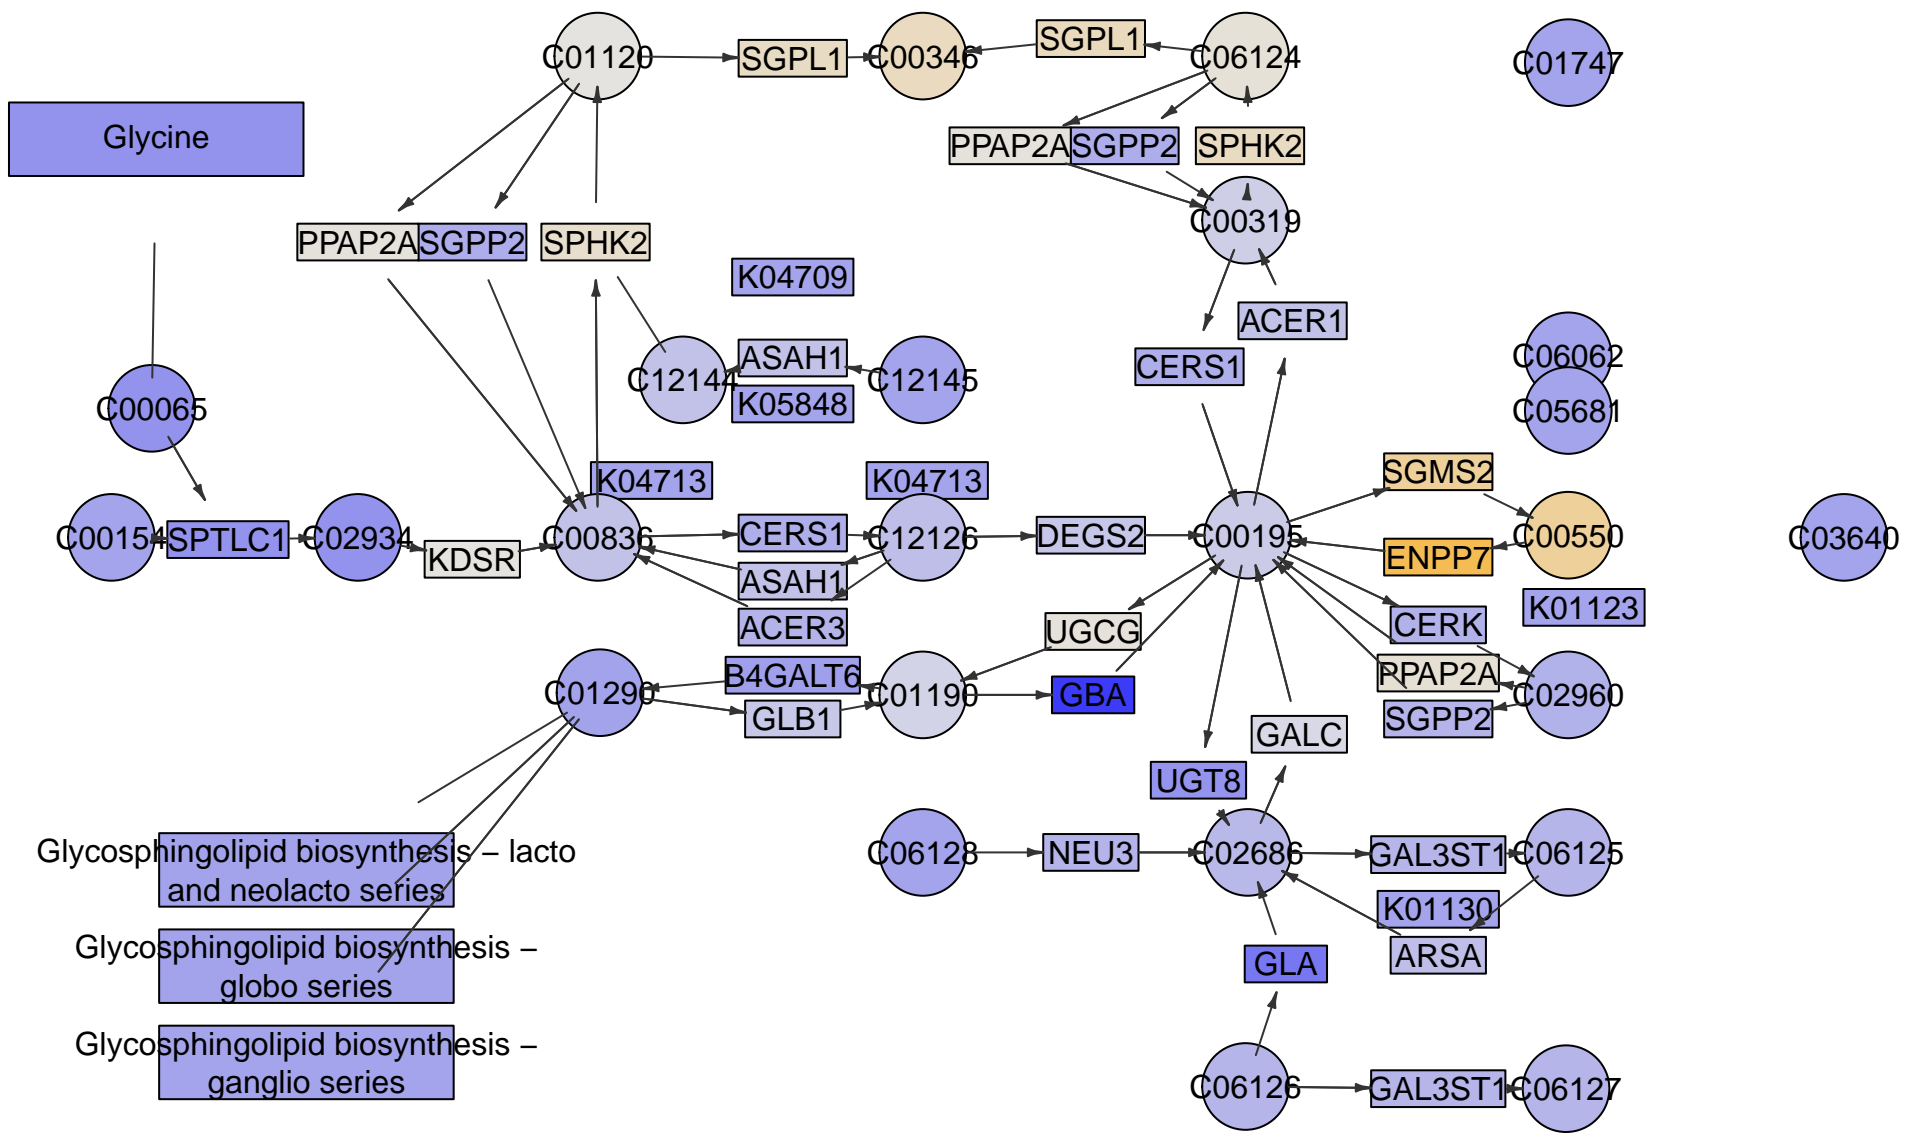 C01120
SGPL1
C00346
SGPL1
C06124
C01747
Glycine
PPAP2A
SGPP2
SPHK2
C00319
PPAP2A
SGPP2
SPHK2
K04709
ACER1
C06062
C12144
ASAH1
C12145
CERS1
K05848
C00065
C05681
K04713
K04713
SGMS2
C00154
SPTLC1
C02934
KDSR
C00836
CERS1
C12126
DEGS2
C00195
C00550
ENPP7
C03640
ASAH1
ACER3
UGCG
CERK
K01123
B4GALT6
PPAP2A
C01290
GLB1
C01190
GBA
SGPP2
C02960
GALC
UGT8
Glycosphingolipid biosynthesis – lacto
and neolacto series
C06128
NEU3
C02686
GAL3ST1
C06125
K01130
Glycosphingolipid biosynthesis –
globo series
GLA
ARSA
Glycosphingolipid biosynthesis –
ganglio series
C06126
GAL3ST1
C06127